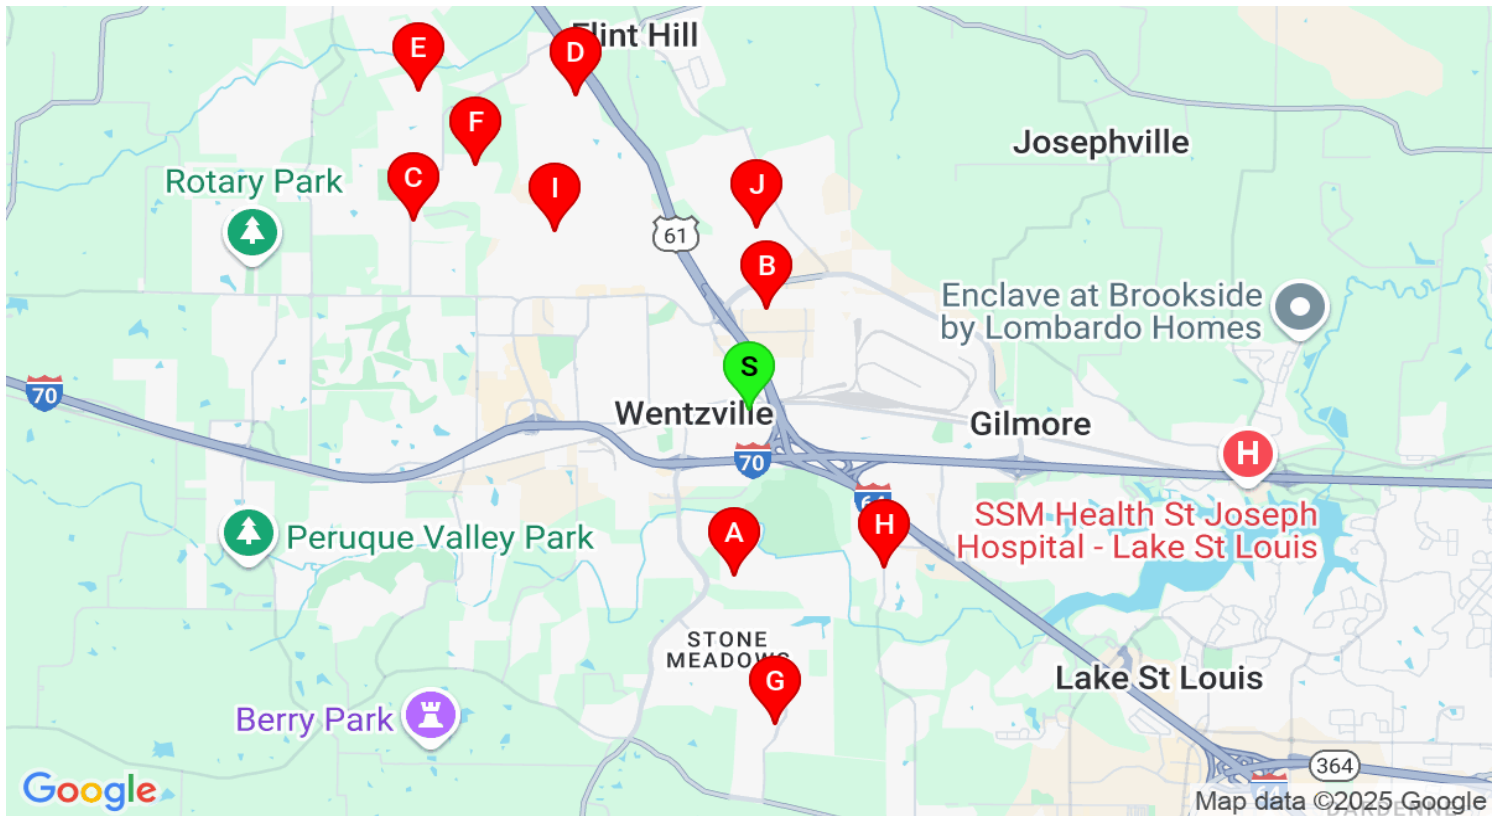 Flint Hill
E
D
F
Josephville
Rotary Park
C
I
J
61
B
Enclave at Brookside
by Lombardo Homes
S
70
Wentzville
Gilmore
70
H
64
SSM Health St Joseph
Hospital - Lake St Louis
H
A
Peruque Valley Park
STONE
MEADOWS
G
Lake St Louis
Berry Park
364
Google
Map data ©2025 Google